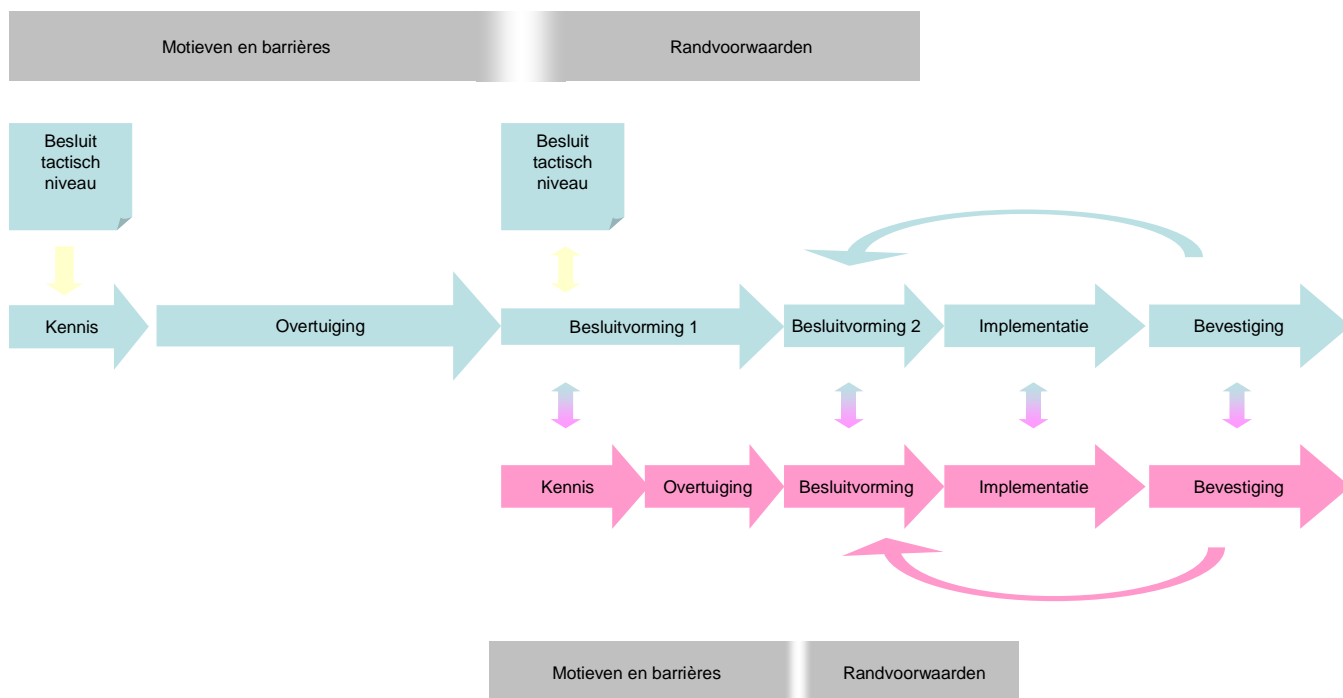 Motieven en barrières
Randvoorwaarden
Besluit
tactisch
niveau
Besluit
tactisch
niveau
Kennis
Overtuiging
Besluitvorming 1
Besluitvorming 2
Implementatie
Bevestiging
Kennis
Overtuiging
Besluitvorming
Implementatie
Bevestiging
Motieven en barrières
Randvoorwaarden